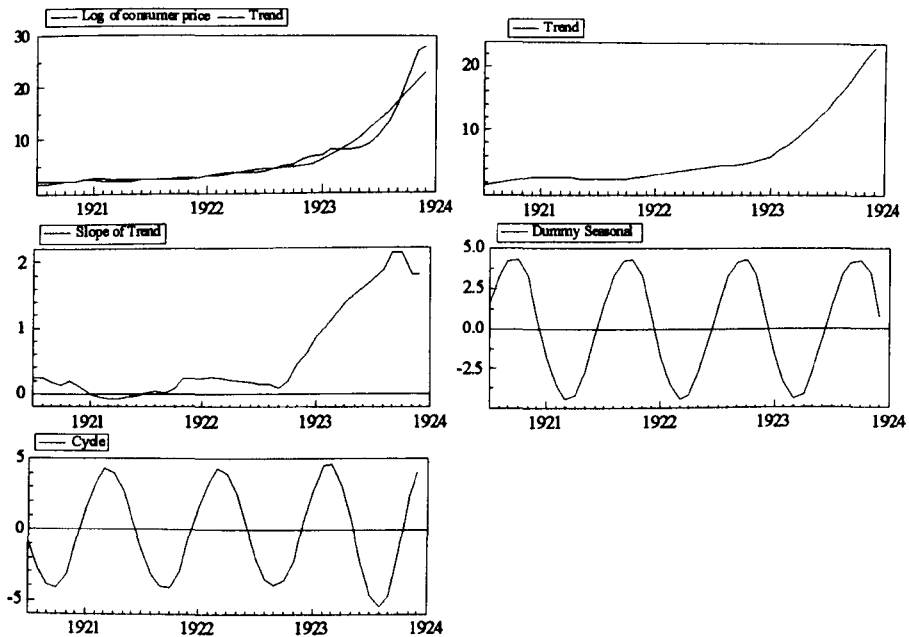 Log of consumer price Trend
30
20
10
1921 1922 1923 1924
Trend
20
10
1921 1922 1923 1924
Slope of Trend
2
1
0
1921 1922 1923 1924
Dummy Seasonal
5.0
2.5
0.0
-2.5
1921 1922 1923 1924
Cycle
5
0
-5
1921 1922 1923 1924